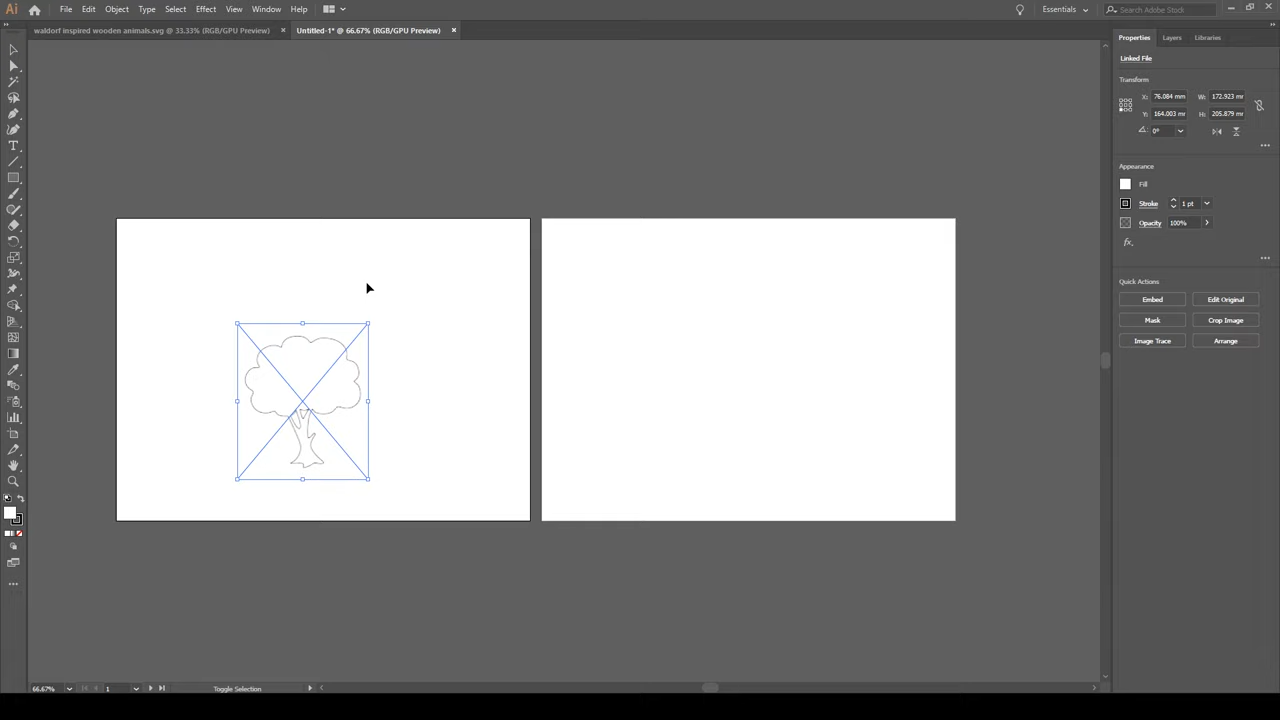 Ai File Edit Object Type Select Effect View Window Help Essentials Search Adobe Stock
waldorf inspired wooden animals.svg @ 33.33% (RGB/GPU Preview) × Untitled-1* @ 66.67% (RGB/GPU Preview) ×
Properties Layers Libraries
Linked File
Transform
X: 76.084 mm W: 172.923 mm
Y: 164.003 mm H: 205.879 mm
0°
Appearance
Fill
Stroke 1 pt
Opacity 100%
fx.
Quick Actions
Embed Edit Original
Mask Crop Image
Image Trace Arrange
66.67% 1 Toggle Selection